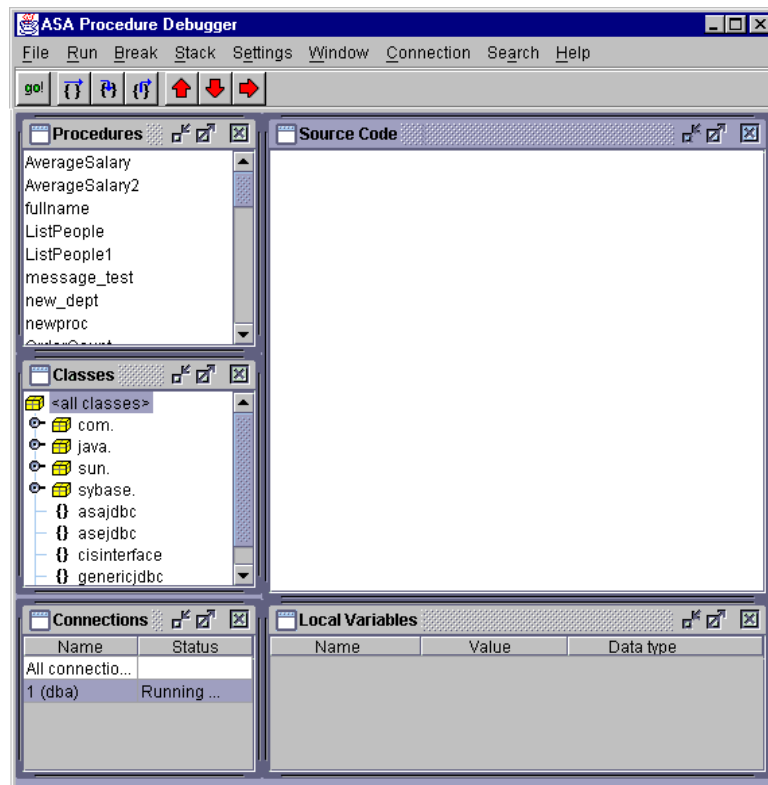 ASA Procedure Debugger
File Run Break Stack Settings Window Connection Search Help
go! {} {} {}
Procedures
AverageSalary
AverageSalary2
fullname
ListPeople
ListPeople1
message_test
new_dept
newproc
OrderCount
Source Code
Classes
<all classes>
com.
java.
sun.
sybase.
{} asajdbc
{} asejdbc
{} cisinterface
{} genericjdbc
Connections
Name Status
All connectio...
1 (dba) Running ...
Local Variables
Name Value Data type